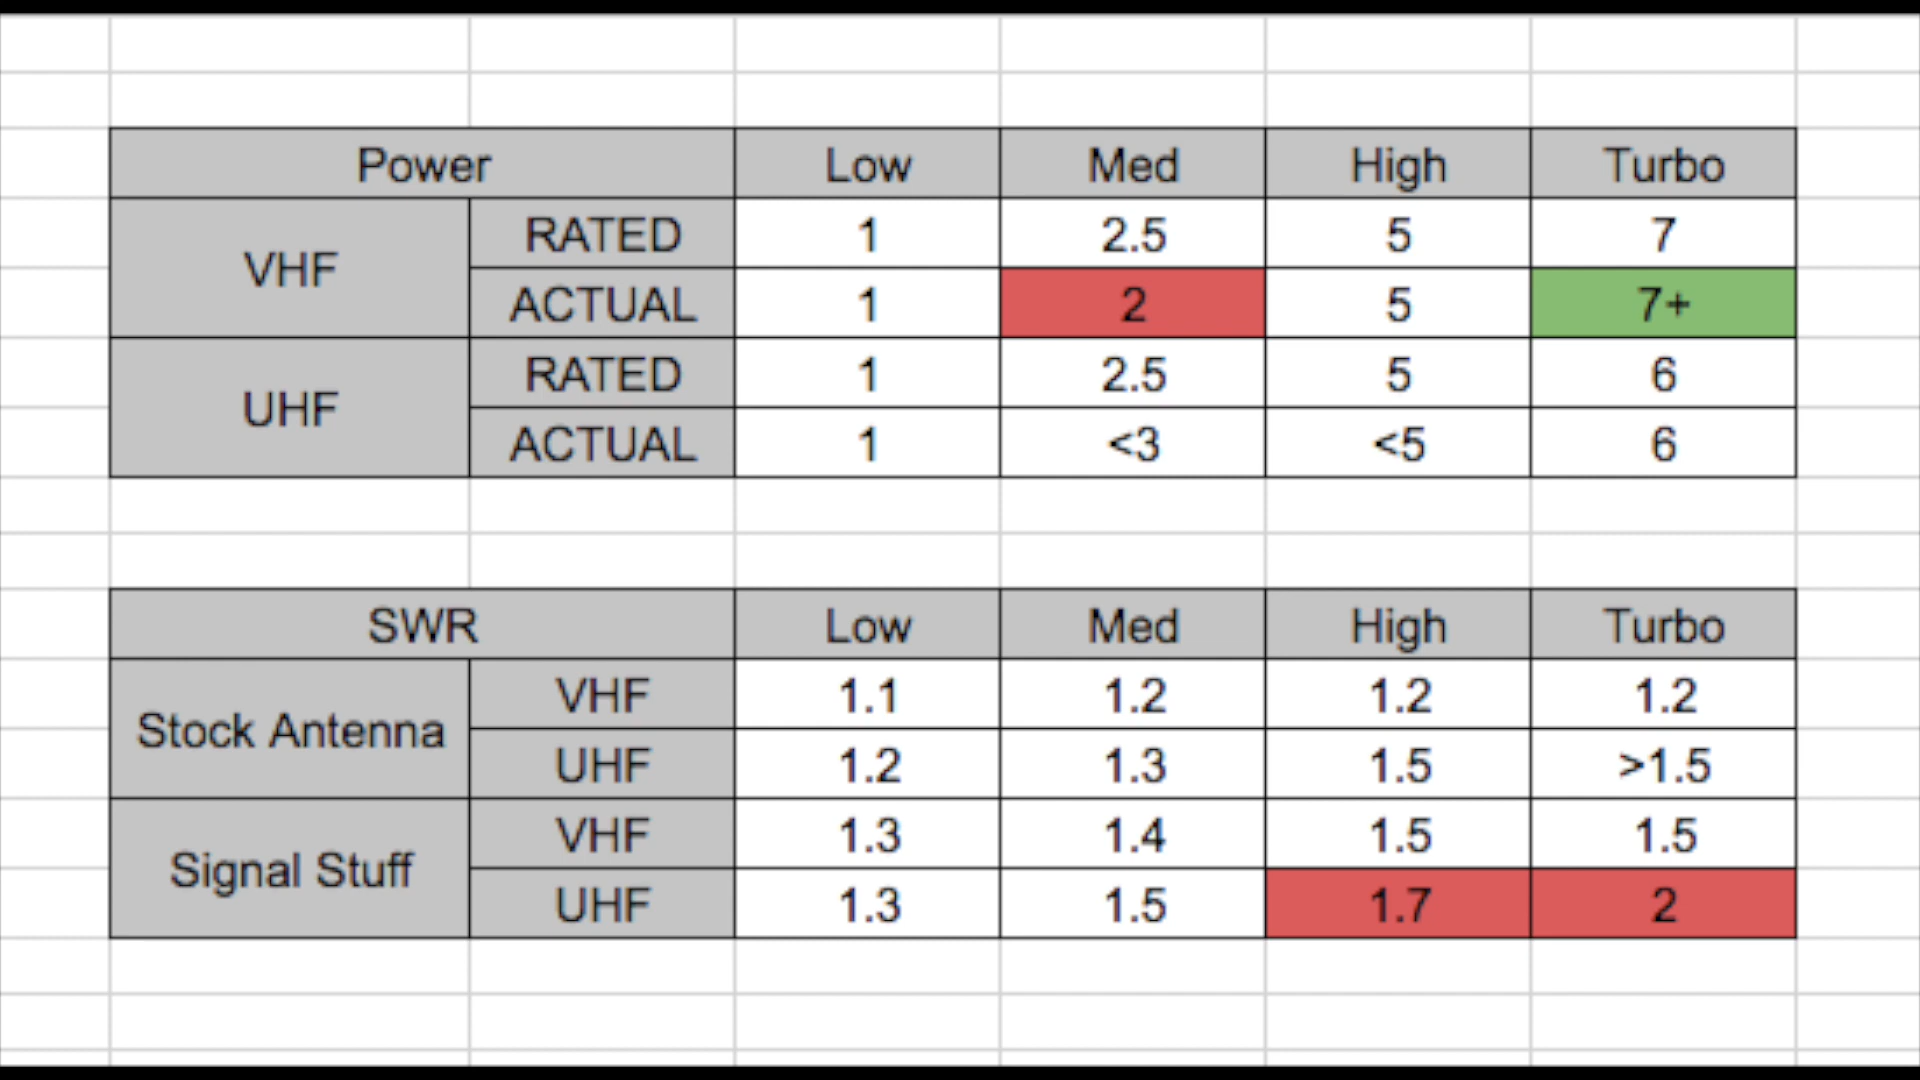 Power Low Med High Turbo
VHF RATED 1 2.5 5 7
ACTUAL 1 2 5 7+
UHF RATED 1 2.5 5 6
ACTUAL 1 <3 <5 6
SWR Low Med High Turbo
Stock Antenna VHF 1.1 1.2 1.2 1.2
UHF 1.2 1.3 1.5 >1.5
Signal Stuff VHF 1.3 1.4 1.5 1.5
UHF 1.3 1.5 1.7 2